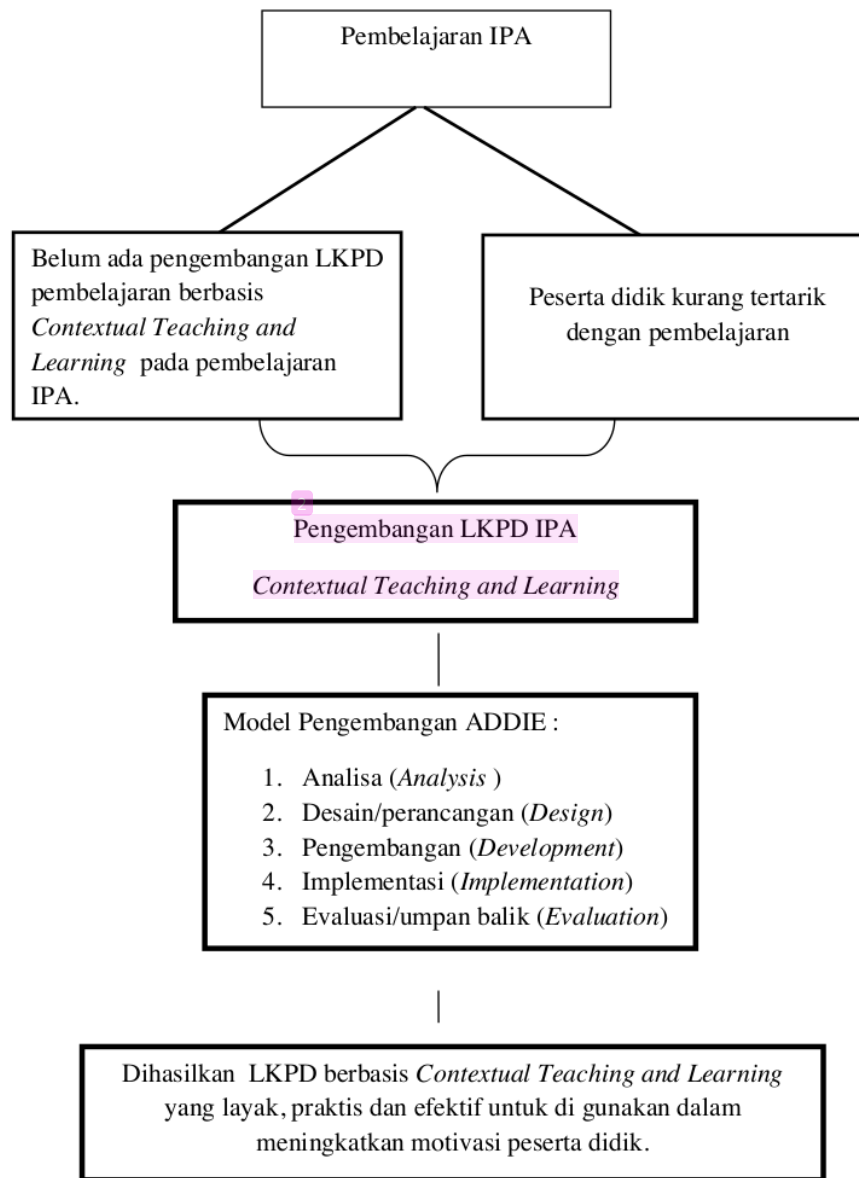 Pembelajaran IPA
Belum ada pengembangan LKPD
pembelajaran berbasis
Contextual Teaching and
Learning pada pembelajaran
IPA.
Peserta didik kurang tertarik
dengan pembelajaran
2
Pengembangan LKPD IPA
Contextual Teaching and Learning
Model Pengembangan ADDIE :
1. Analisa (Analysis )
2. Desain/perancangan (Design)
3. Pengembangan (Development)
4. Implementasi (Implementation)
5. Evaluasi/umpan balik (Evaluation)
Dihasilkan LKPD berbasis Contextual Teaching and Learning
yang layak, praktis dan efektif untuk di gunakan dalam
meningkatkan motivasi peserta didik.